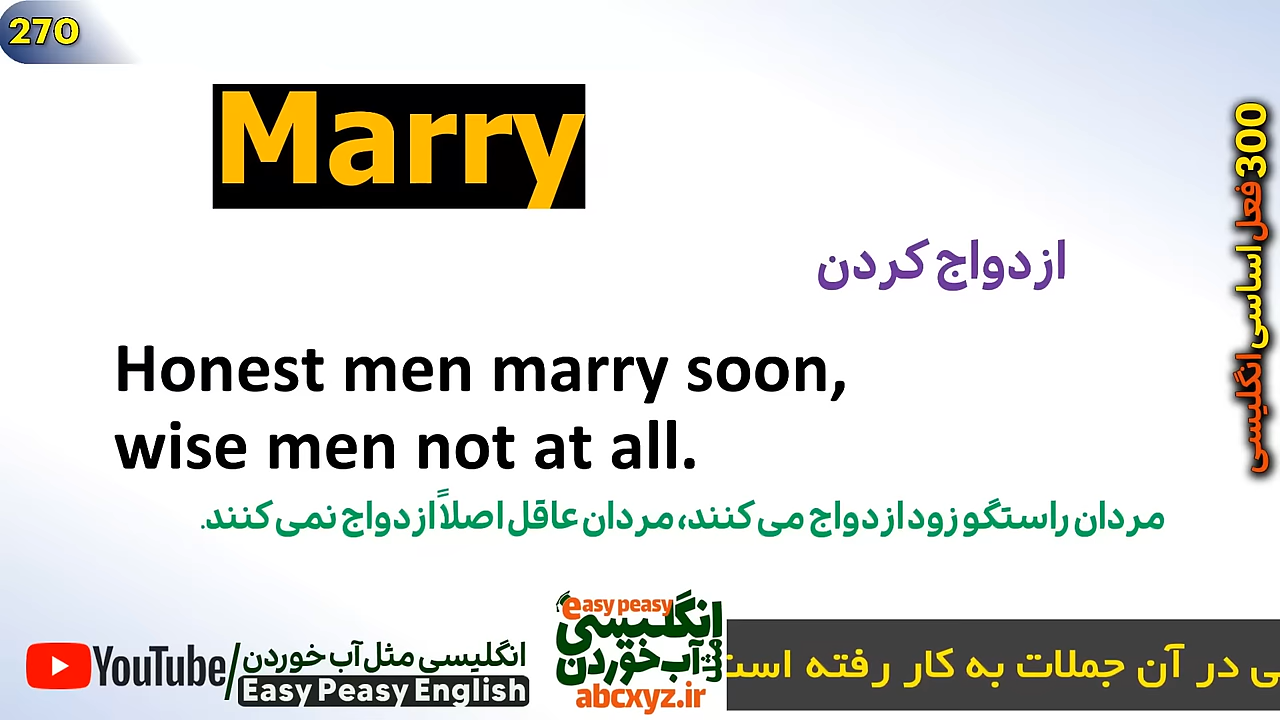 270
Marry
ازدواج کردن
Honest men marry soon,
wise men not at all.
مردان راستگو زود ازدواج می کنند، مردان عاقل اصلاً ازدواج نمی کنند.
300 فعل اساسی انگلیسی
YouTube/انگلیسی مثل آب خوردن
Easy Peasy English
easy peasy
انگلیسی
مثل آب خوردن
abcxyz.ir
در آن جملات به کار رفته است